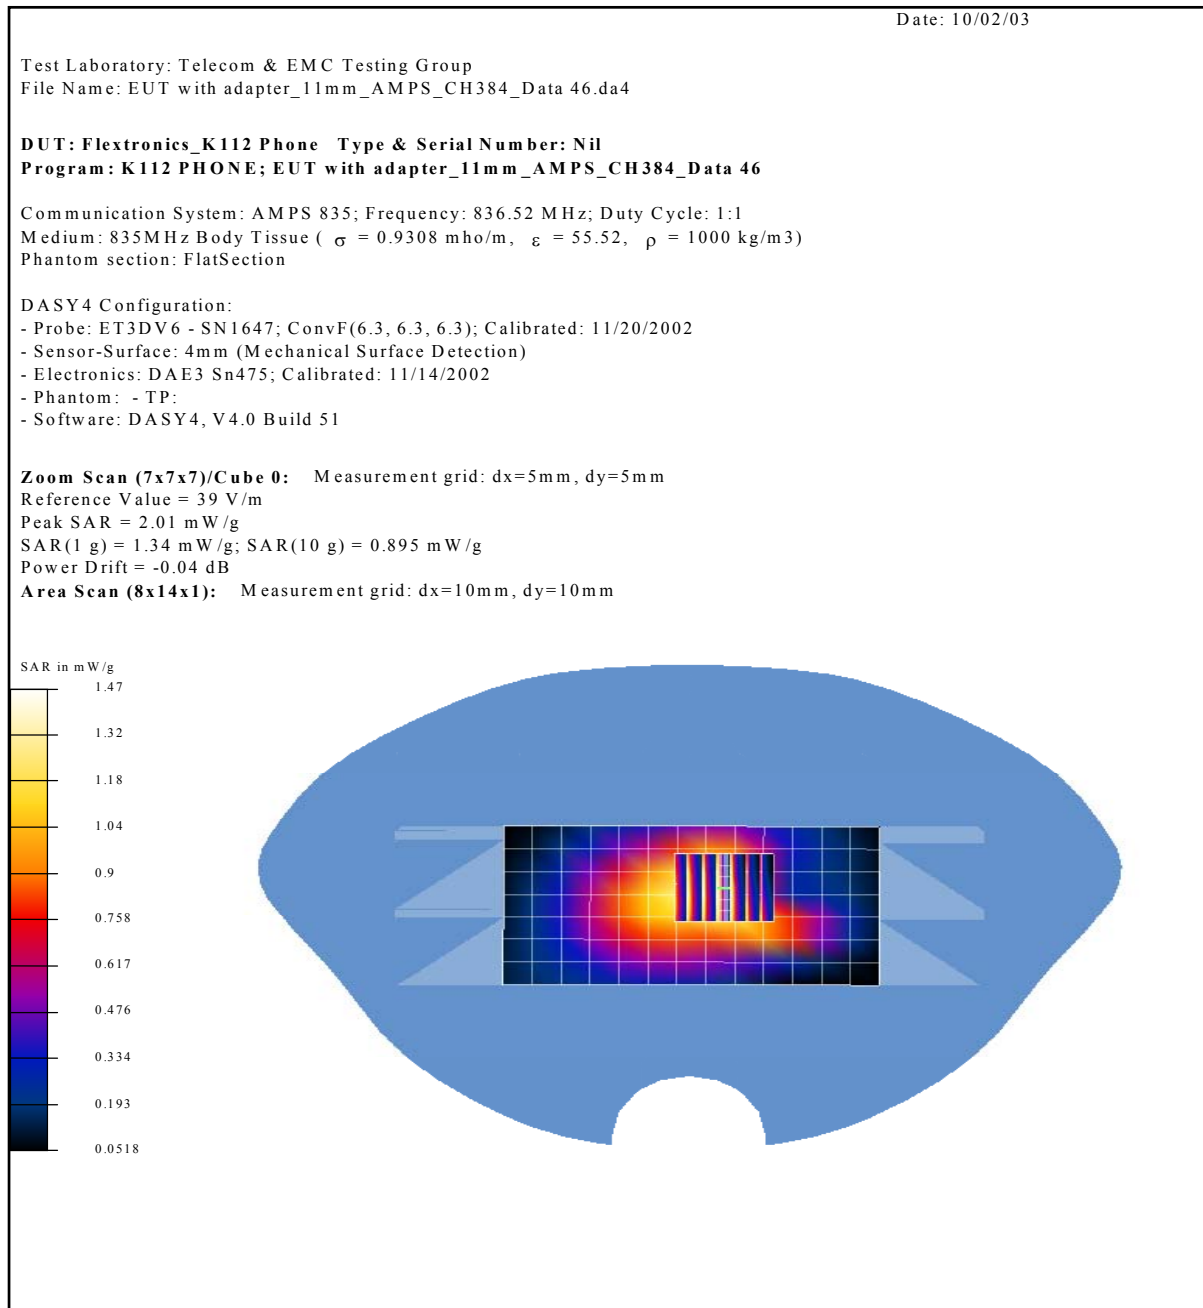 Date: 10/02/03
Test Laboratory: Telecom & EMC Testing Group
File Name: EUT with adapter_11mm_AMPS_CH384_Data 46.da4
DUT: Flextronics_K112 Phone Type & Serial Number: Nil
Program: K112 PHONE; EUT with adapter_11mm_AMPS_CH384_Data 46
Communication System: AMPS 835; Frequency: 836.52 MHz; Duty Cycle: 1:1
Medium: 835MHz Body Tissue ( σ = 0.9308 mho/m, ε = 55.52, ρ = 1000 kg/m3)
Phantom section: FlatSection
DASY4 Configuration:
- Probe: ET3DV6 - SN1647; ConvF(6.3, 6.3, 6.3); Calibrated: 11/20/2002
- Sensor-Surface: 4mm (Mechanical Surface Detection)
- Electronics: DAE3 Sn475; Calibrated: 11/14/2002
- Phantom: - TP:
- Software: DASY4, V4.0 Build 51
Zoom Scan (7x7x7)/Cube 0: Measurement grid: dx=5mm, dy=5mm
Reference Value = 39 V/m
Peak SAR = 2.01 mW/g
SAR(1 g) = 1.34 mW/g; SAR(10 g) = 0.895 mW/g
Power Drift = -0.04 dB
Area Scan (8x14x1): Measurement grid: dx=10mm, dy=10mm
SAR in mW/g
1.47
1.32
1.18
1.04
0.9
0.758
0.617
0.476
0.334
0.193
0.0518